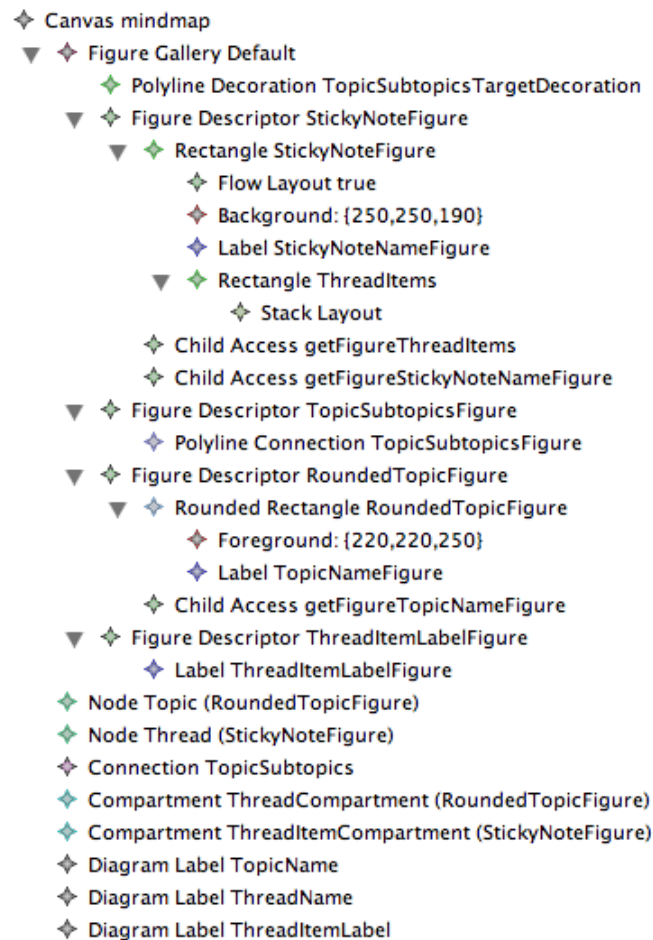 Canvas mindmap
Figure Gallery Default
Polyline Decoration TopicSubtopicsTargetDecoration
Figure Descriptor StickyNoteFigure
Rectangle StickyNoteFigure
Flow Layout true
Background: {250,250,190}
Label StickyNoteNameFigure
Rectangle ThreadItems
Stack Layout
Child Access getFigureThreadItems
Child Access getFigureStickyNoteNameFigure
Figure Descriptor TopicSubtopicsFigure
Polyline Connection TopicSubtopicsFigure
Figure Descriptor RoundedTopicFigure
Rounded Rectangle RoundedTopicFigure
Foreground: {220,220,250}
Label TopicNameFigure
Child Access getFigureTopicNameFigure
Figure Descriptor ThreadItemLabelFigure
Label ThreadItemLabelFigure
Node Topic (RoundedTopicFigure)
Node Thread (StickyNoteFigure)
Connection TopicSubtopics
Compartment ThreadCompartment (RoundedTopicFigure)
Compartment ThreadItemCompartment (StickyNoteFigure)
Diagram Label TopicName
Diagram Label ThreadName
Diagram Label ThreadItemLabel